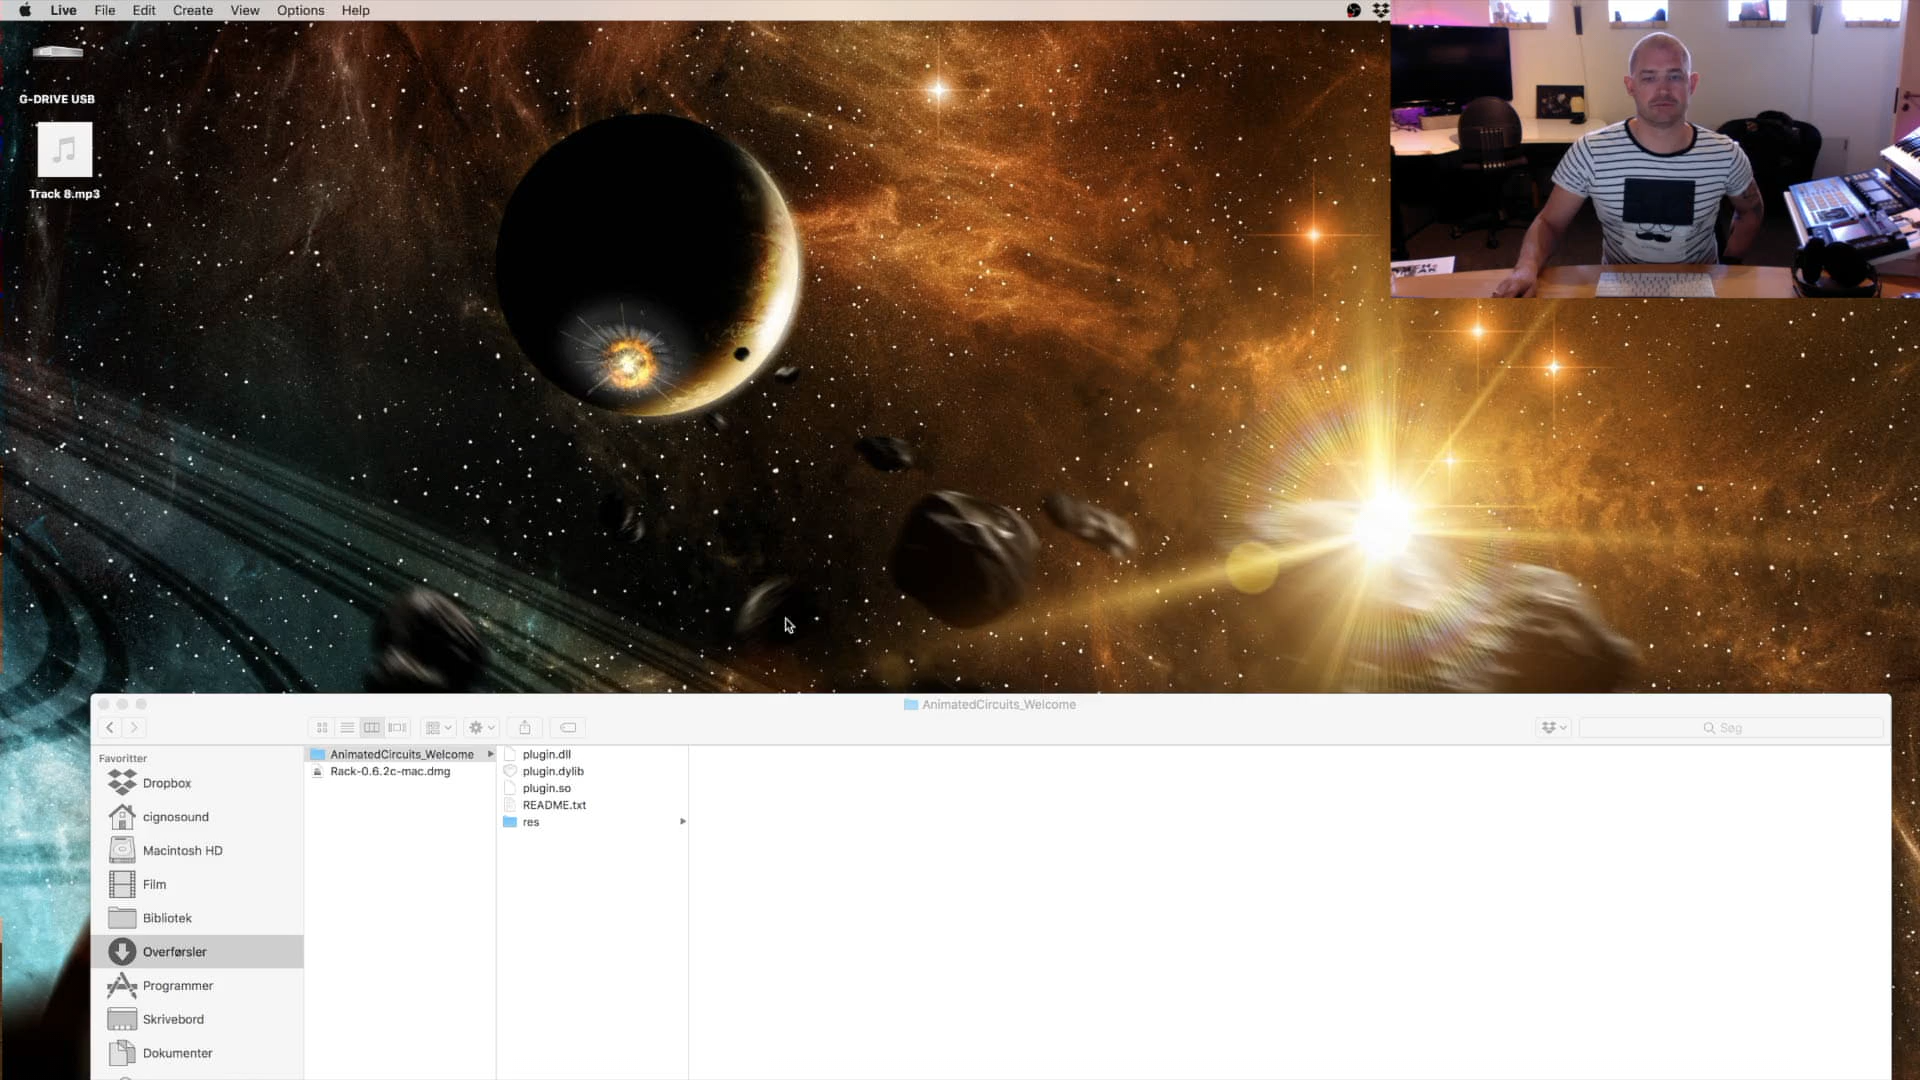 Live File Edit Create View Options Help
G-DRIVE USB
Track 8.mp3
AnimatedCircuits_Welcome
Søg
Favoritter
Dropbox
cignosound
Macintosh HD
Film
Bibliotek
Overførsler
Programmer
Skrivebord
Dokumenter
AnimatedCircuits_Welcome
Rack-0.6.2c-mac.dmg
plugin.dll
plugin.dylib
plugin.so
README.txt
res